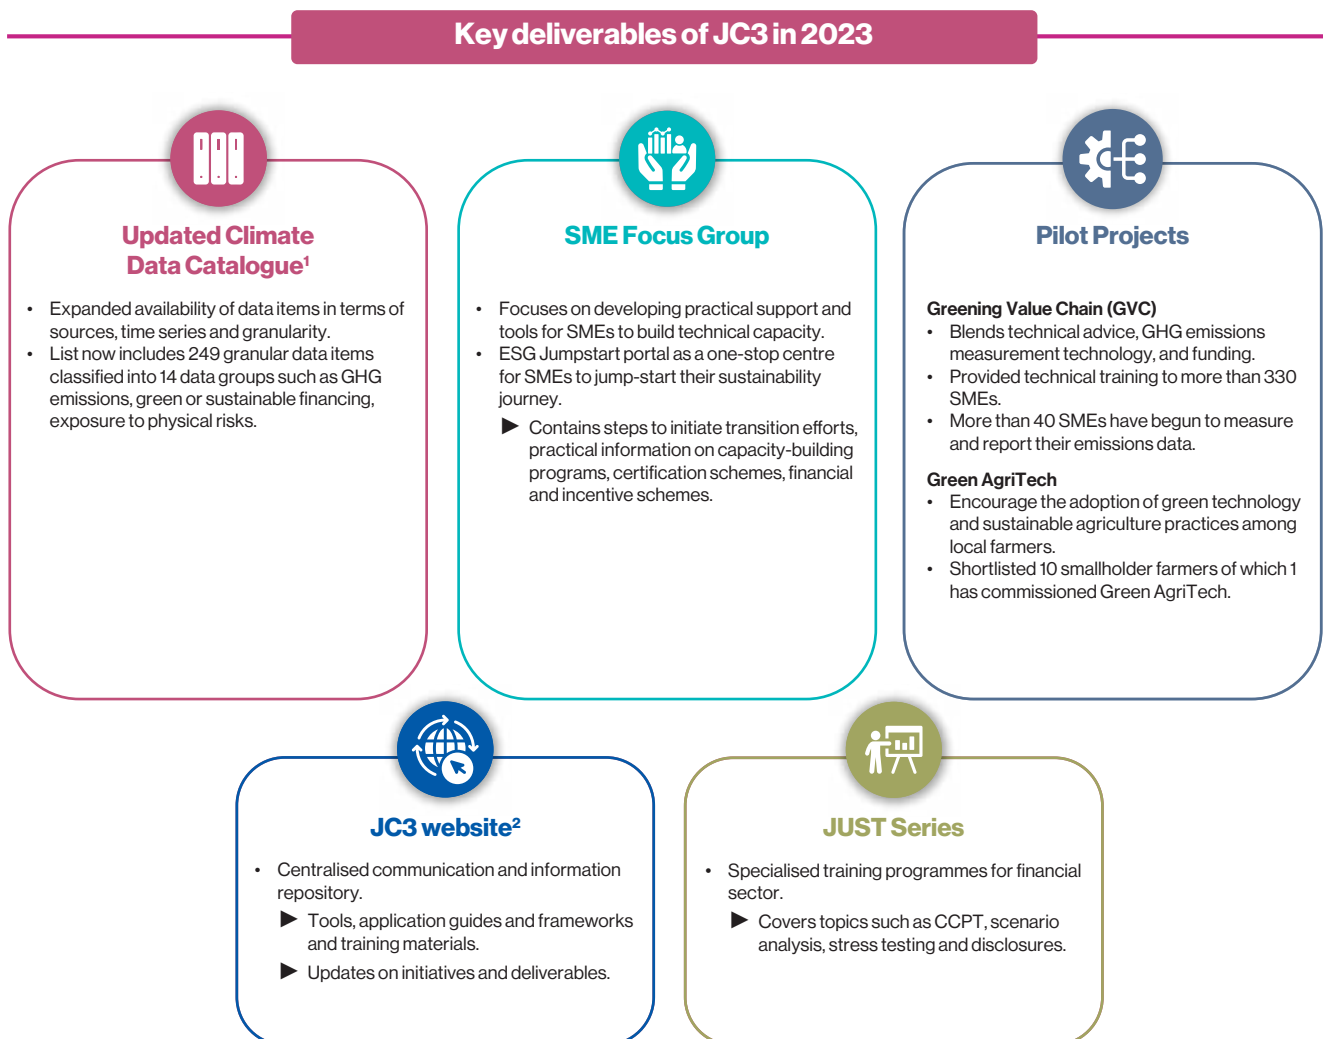 Key deliverables of JC3 in 2023
Updated Climate
Data Catalogue¹
• Expanded availability of data items in terms of
sources, time series and granularity.
• List now includes 249 granular data items
classified into 14 data groups such as GHG
emissions, green or sustainable financing,
exposure to physical risks.
SME Focus Group
• Focuses on developing practical support and
tools for SMEs to build technical capacity.
• ESG Jumpstart portal as a one-stop centre
for SMEs to jump-start their sustainability
journey.
► Contains steps to initiate transition efforts,
practical information on capacity-building
programs, certification schemes, financial
and incentive schemes.
Pilot Projects
Greening Value Chain (GVC)
• Blends technical advice, GHG emissions
measurement technology, and funding.
• Provided technical training to more than 330
SMEs.
• More than 40 SMEs have begun to measure
and report their emissions data.
Green AgriTech
• Encourage the adoption of green technology
and sustainable agriculture practices among
local farmers.
• Shortlisted 10 smallholder farmers of which 1
has commissioned Green AgriTech.
JC3 website²
• Centralised communication and information
repository.
► Tools, application guides and frameworks
and training materials.
► Updates on initiatives and deliverables.
JUST Series
• Specialised training programmes for financial
sector.
► Covers topics such as CCPT, scenario
analysis, stress testing and disclosures.